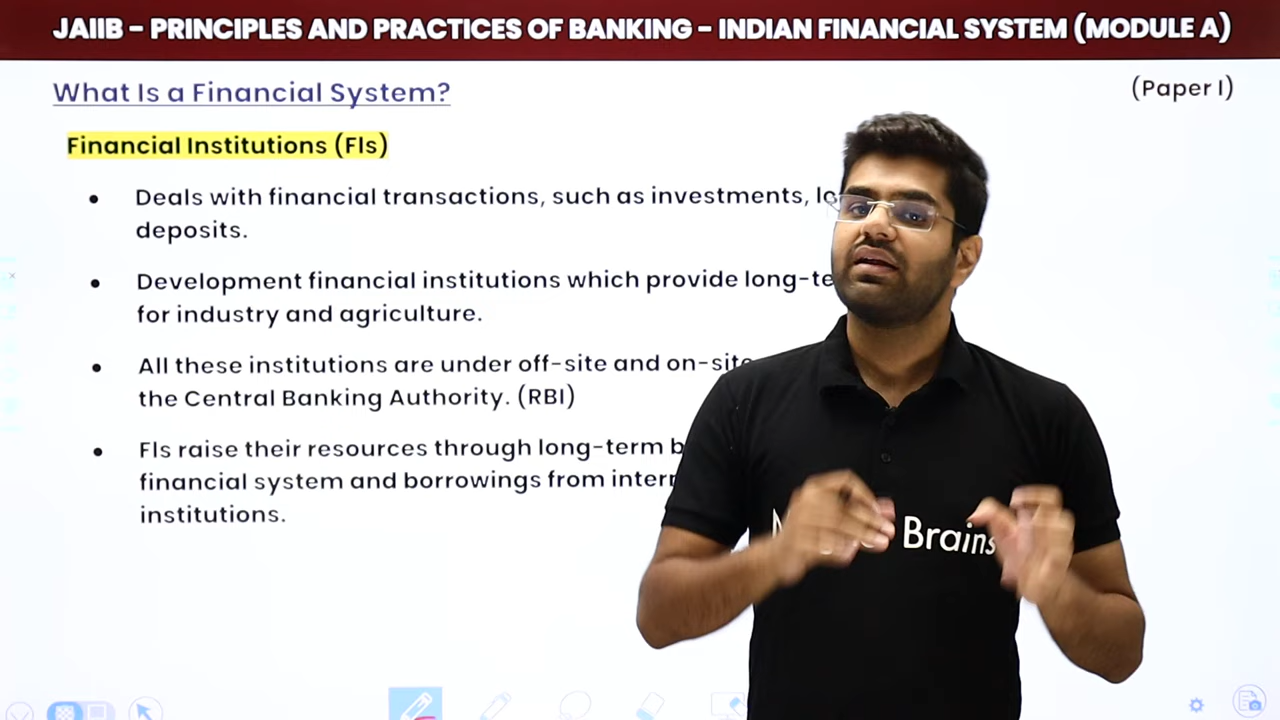 JAIIB - PRINCIPLES AND PRACTICES OF BANKING - INDIAN FINANCIAL SYSTEM (MODULE A)
What Is a Financial System?
(Paper I)
Financial Institutions (FIs)
• Deals with financial transactions, such as investments,
deposits.
• Development financial institutions which provide
for industry and agriculture.
• All these institutions are under off-site and on-site
the Central Banking Authority. (RBI)
• FIs raise their resources through long-term
financial system and borrowings from
institutions.
Brains